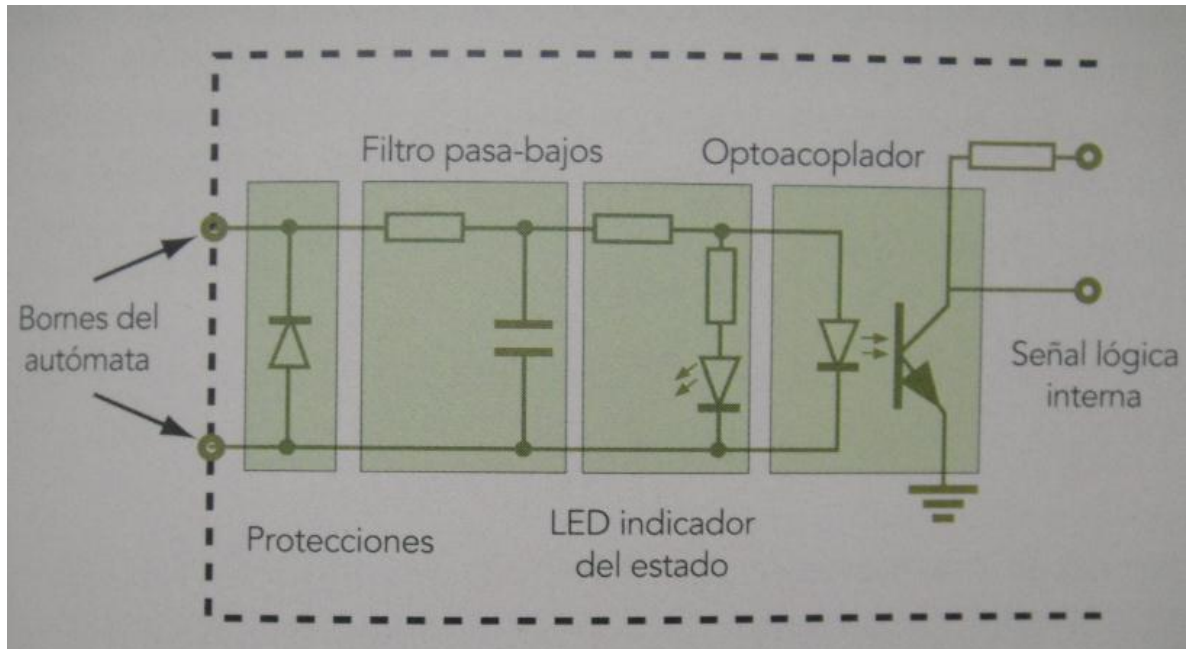 Filtro pasa-bajos
Optoacoplador
Bornes del
autómata
Señal lógica
interna
Protecciones
LED indicador
del estado